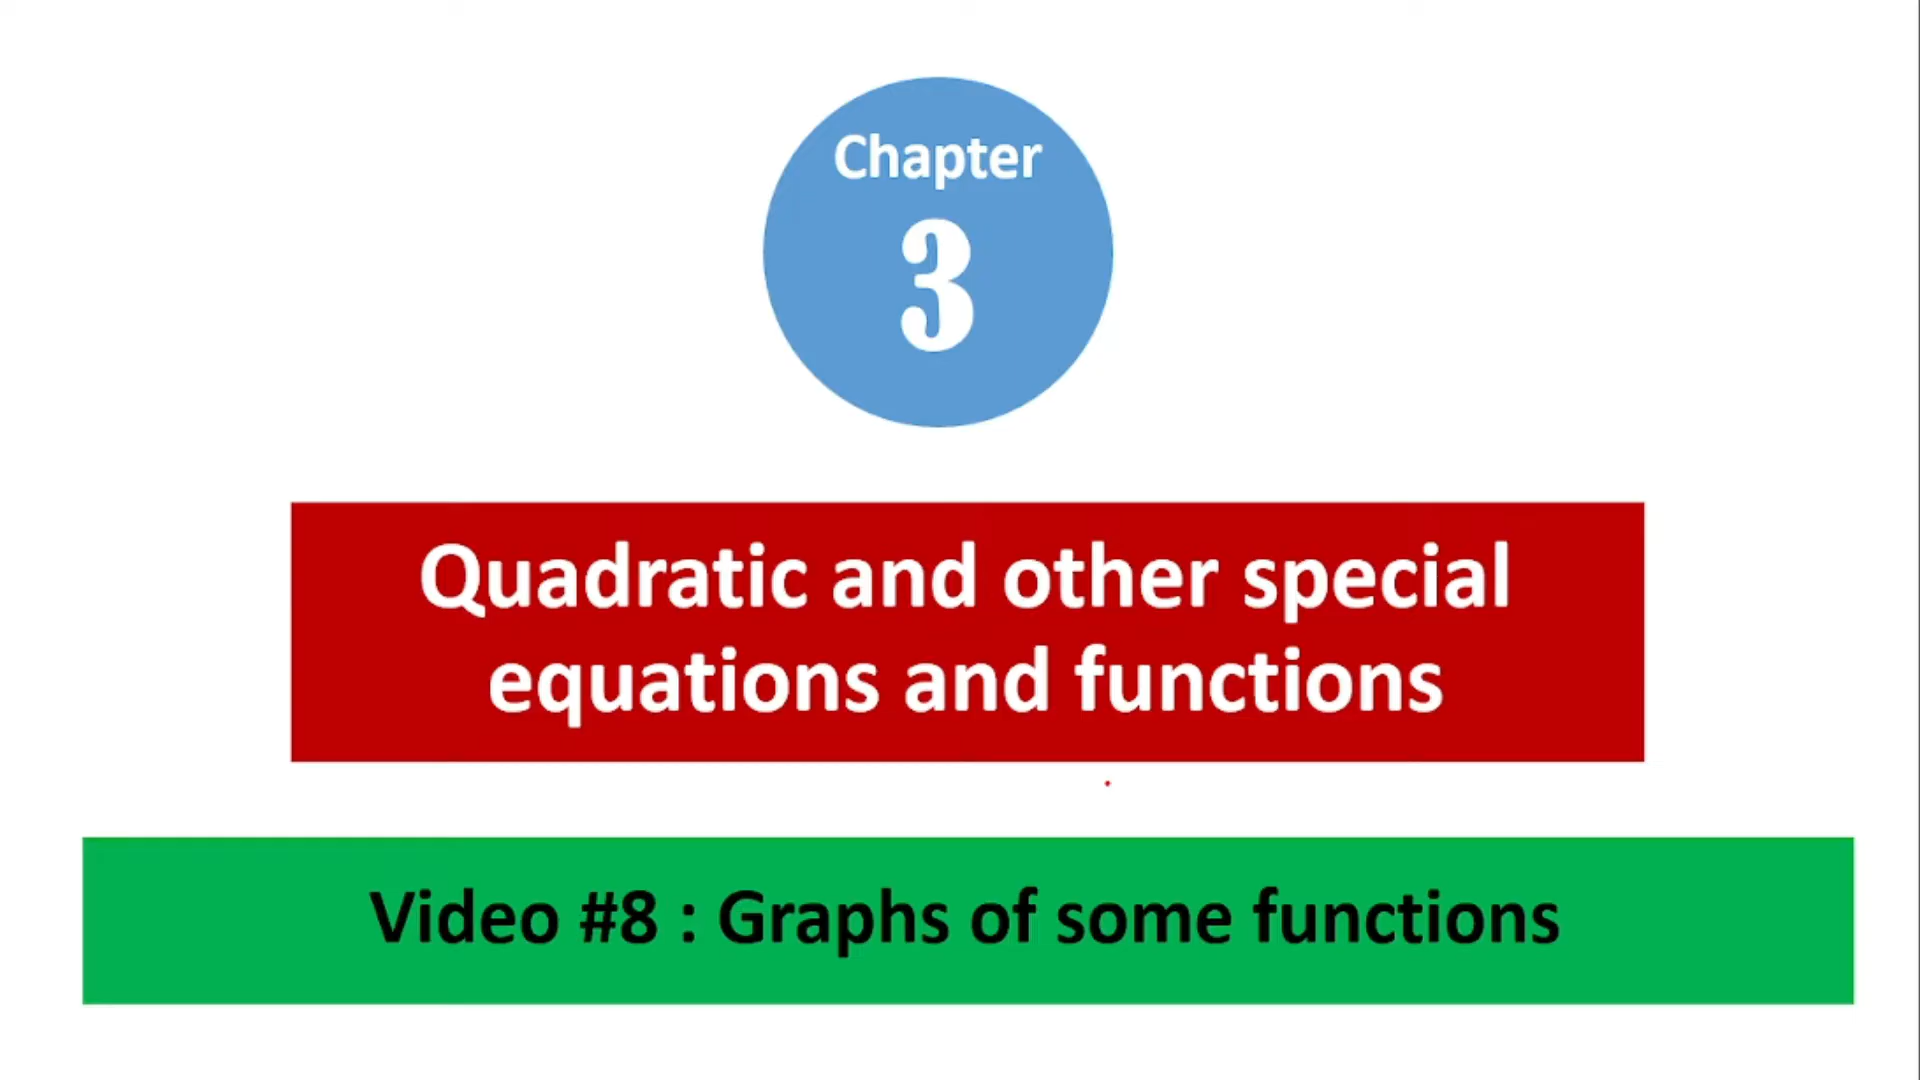 Chapter
3
Quadratic and other special
equations and functions
Video #8 : Graphs of some functions